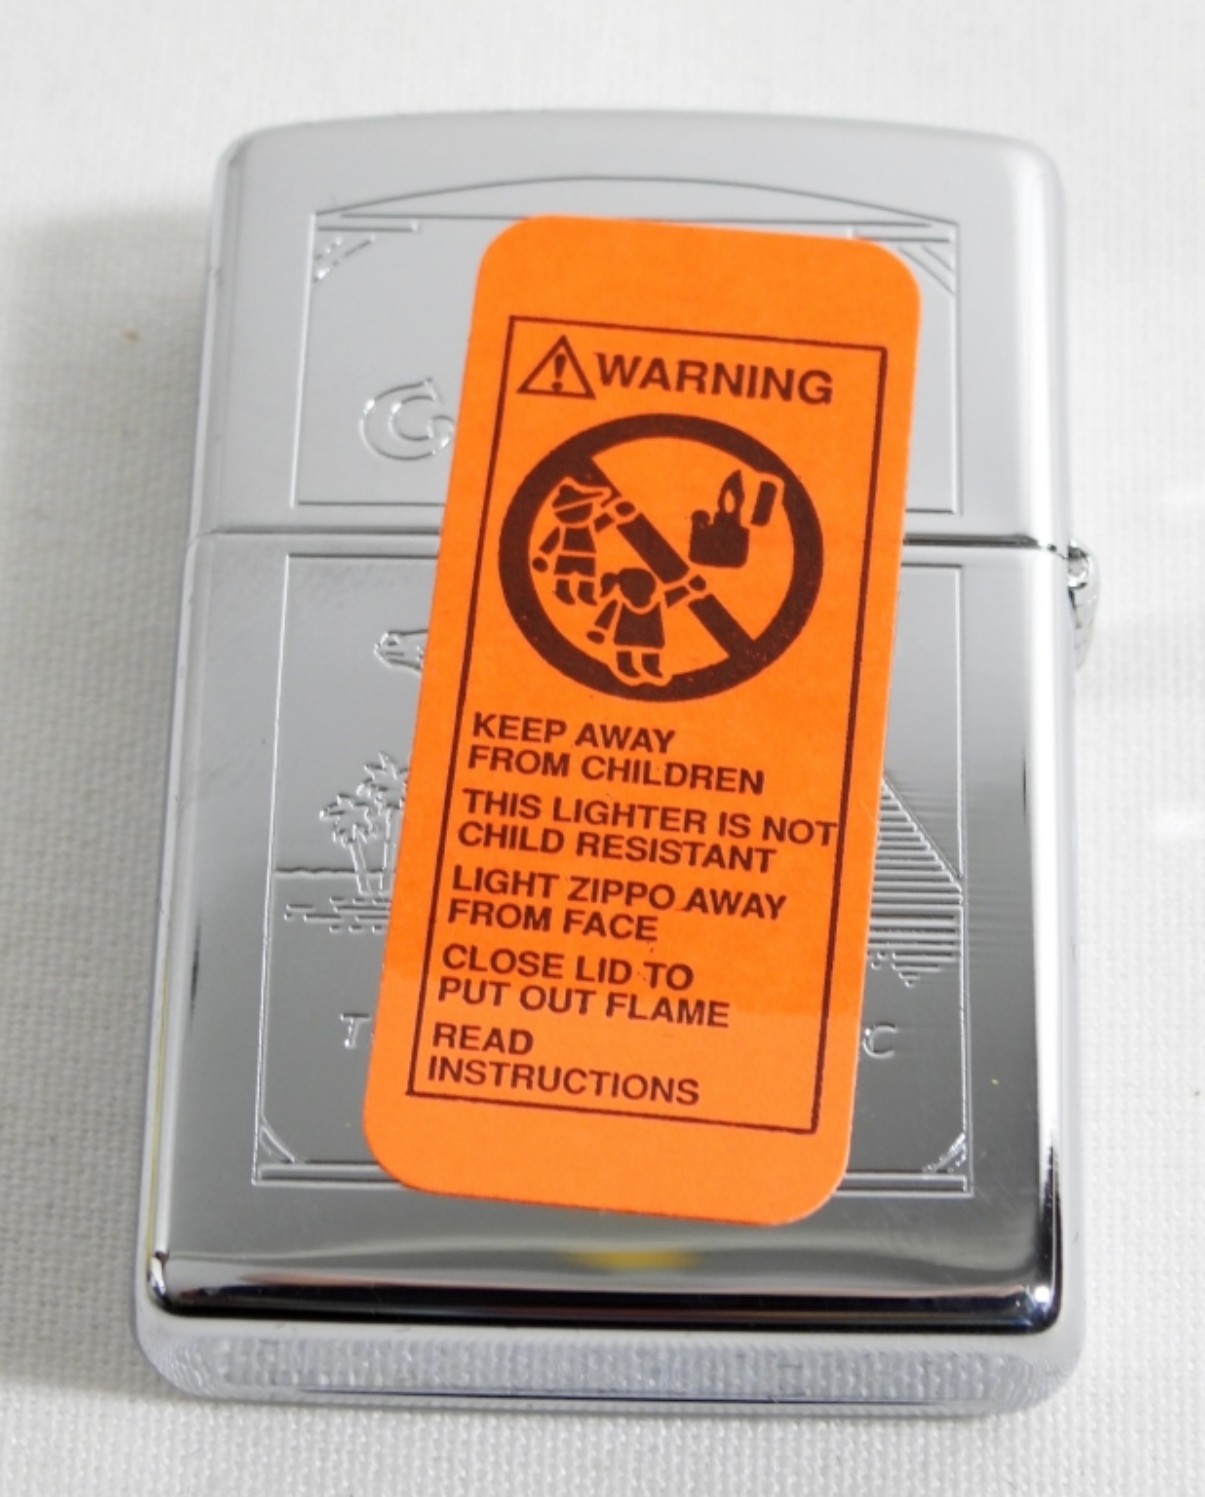 WARNING
KEEP AWAY
FROM CHILDREN
THIS LIGHTER IS NOT
CHILD RESISTANT
LIGHT ZIPPO AWAY
FROM FACE
CLOSE LID TO
PUT OUT FLAME
READ
INSTRUCTIONS